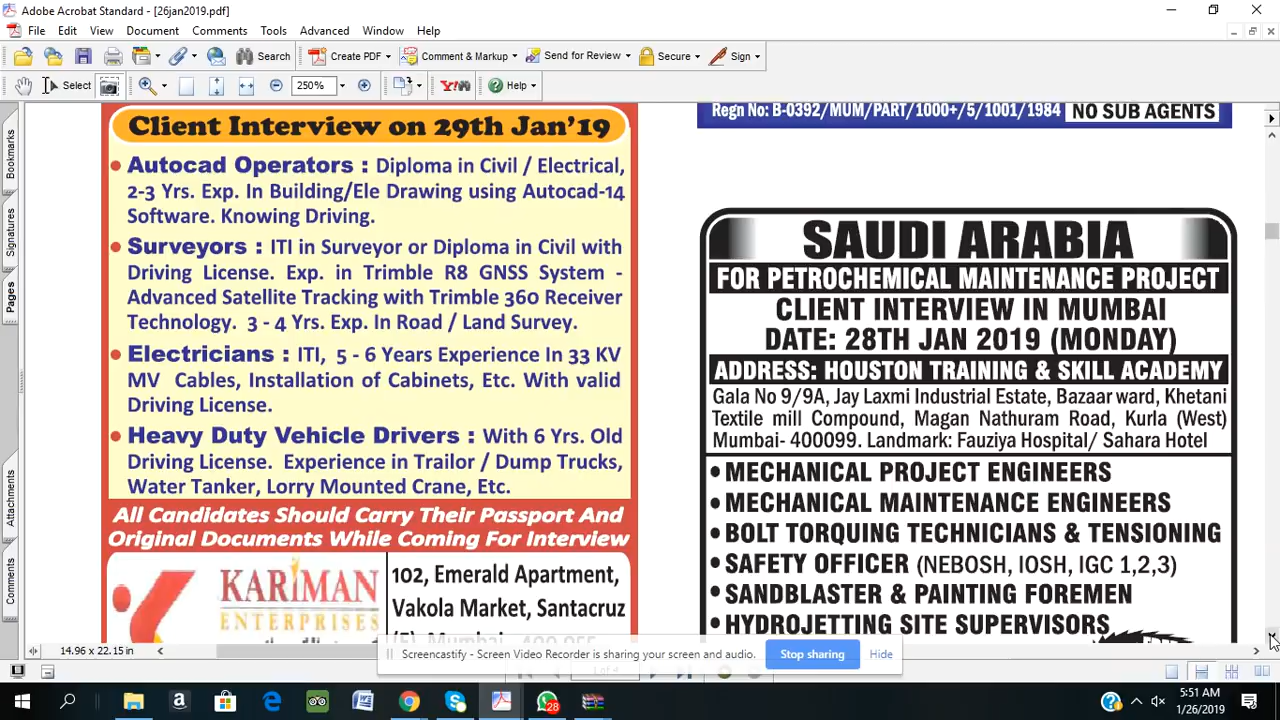 Adobe Acrobat Standard - [26jan2019.pdf]
File Edit View Document Comments Tools Advanced Window Help
Search Create PDF Comment & Markup Send for Review Secure Sign
Select 250% Y! Help
Bookmarks
Signatures
Pages
Attachments
Comments
Client Interview on 29th Jan'19
• Autocad Operators : Diploma in Civil / Electrical,
2-3 Yrs. Exp. In Building/Ele Drawing using Autocad-14
Software. Knowing Driving.
• Surveyors : ITI in Surveyor or Diploma in Civil with
Driving License. Exp. in Trimble R8 GNSS System -
Advanced Satellite Tracking with Trimble 360 Receiver
Technology. 3 - 4 Yrs. Exp. In Road / Land Survey.
• Electricians : ITI, 5 - 6 Years Experience In 33 KV
MV Cables, Installation of Cabinets, Etc. With valid
Driving License.
• Heavy Duty Vehicle Drivers : With 6 Yrs. Old
Driving License. Experience in Trailor / Dump Trucks,
Water Tanker, Lorry Mounted Crane, Etc.
All Candidates Should Carry Their Passport And
Original Documents While Coming For Interview
KARIMAN
ENTERPRISES
102, Emerald Apartment,
Vakola Market, Santacruz
Regn No: B-0392/MUM/PART/1000+/5/1001/1984 NO SUB AGENTS
SAUDI ARABIA
FOR PETROCHEMICAL MAINTENANCE PROJECT
CLIENT INTERVIEW IN MUMBAI
DATE: 28TH JAN 2019 (MONDAY)
ADDRESS: HOUSTON TRAINING & SKILL ACADEMY
Gala No 9/9A, Jay Laxmi Industrial Estate, Bazaar ward, Khetani
Textile mill Compound, Magan Nathuram Road, Kurla (West)
Mumbai- 400099. Landmark: Fauziya Hospital/ Sahara Hotel
• MECHANICAL PROJECT ENGINEERS
• MECHANICAL MAINTENANCE ENGINEERS
• BOLT TORQUING TECHNICIANS & TENSIONING
• SAFETY OFFICER (NEBOSH, IOSH, IGC 1,2,3)
• SANDBLASTER & PAINTING FOREMEN
• HYDROJETTING SITE SUPERVISORS
14.96 x 22.15 in
Screencastify - Screen Video Recorder is sharing your screen and audio. Stop sharing Hide
28
5:51 AM
1/26/2019